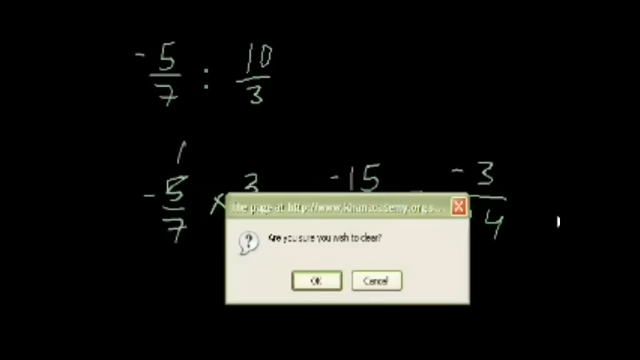 -5/7 : 10/3
1
-5/7 × 3 -15 -3/14
The page at http://www.khanacademy.org s...
Are you sure you wish to clear?
OK Cancel